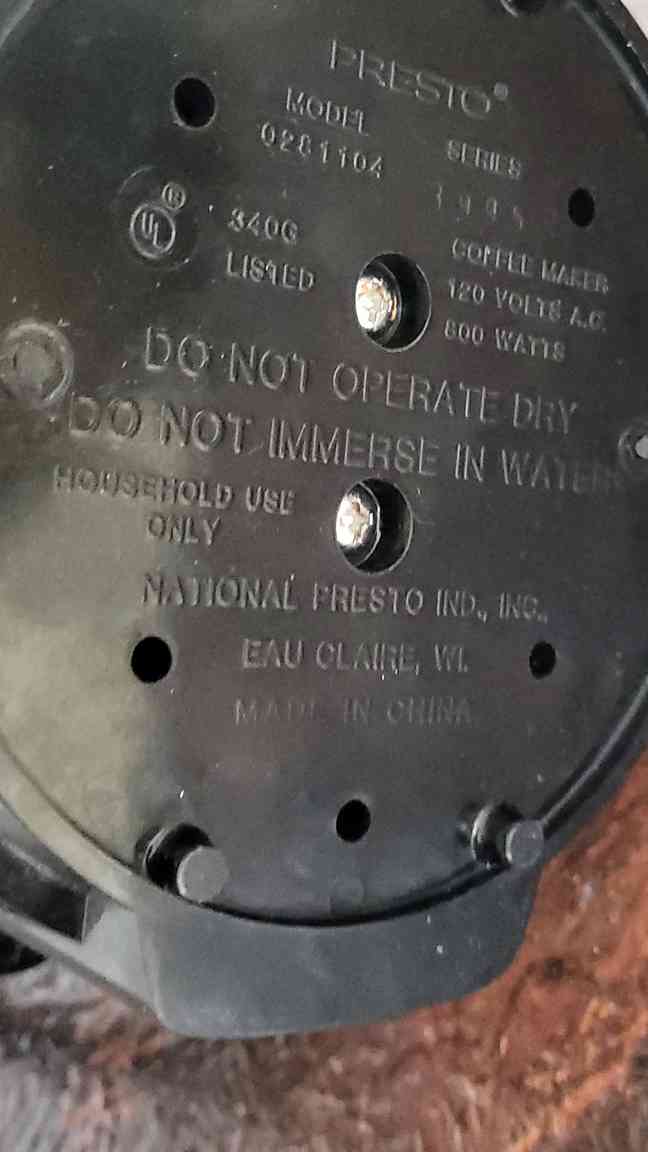 PRESTO®
MODEL
0281104
SERIES
UL ®
340G
LISTED
COFFEE MAKER
120 VOLTS A.C.
800 WATTS
DO NOT OPERATE DRY
DO NOT IMMERSE IN WATER
HOUSEHOLD USE
ONLY
NATIONAL PRESTO IND., INC.,
EAU CLAIRE, WI.
MADE IN CHINA